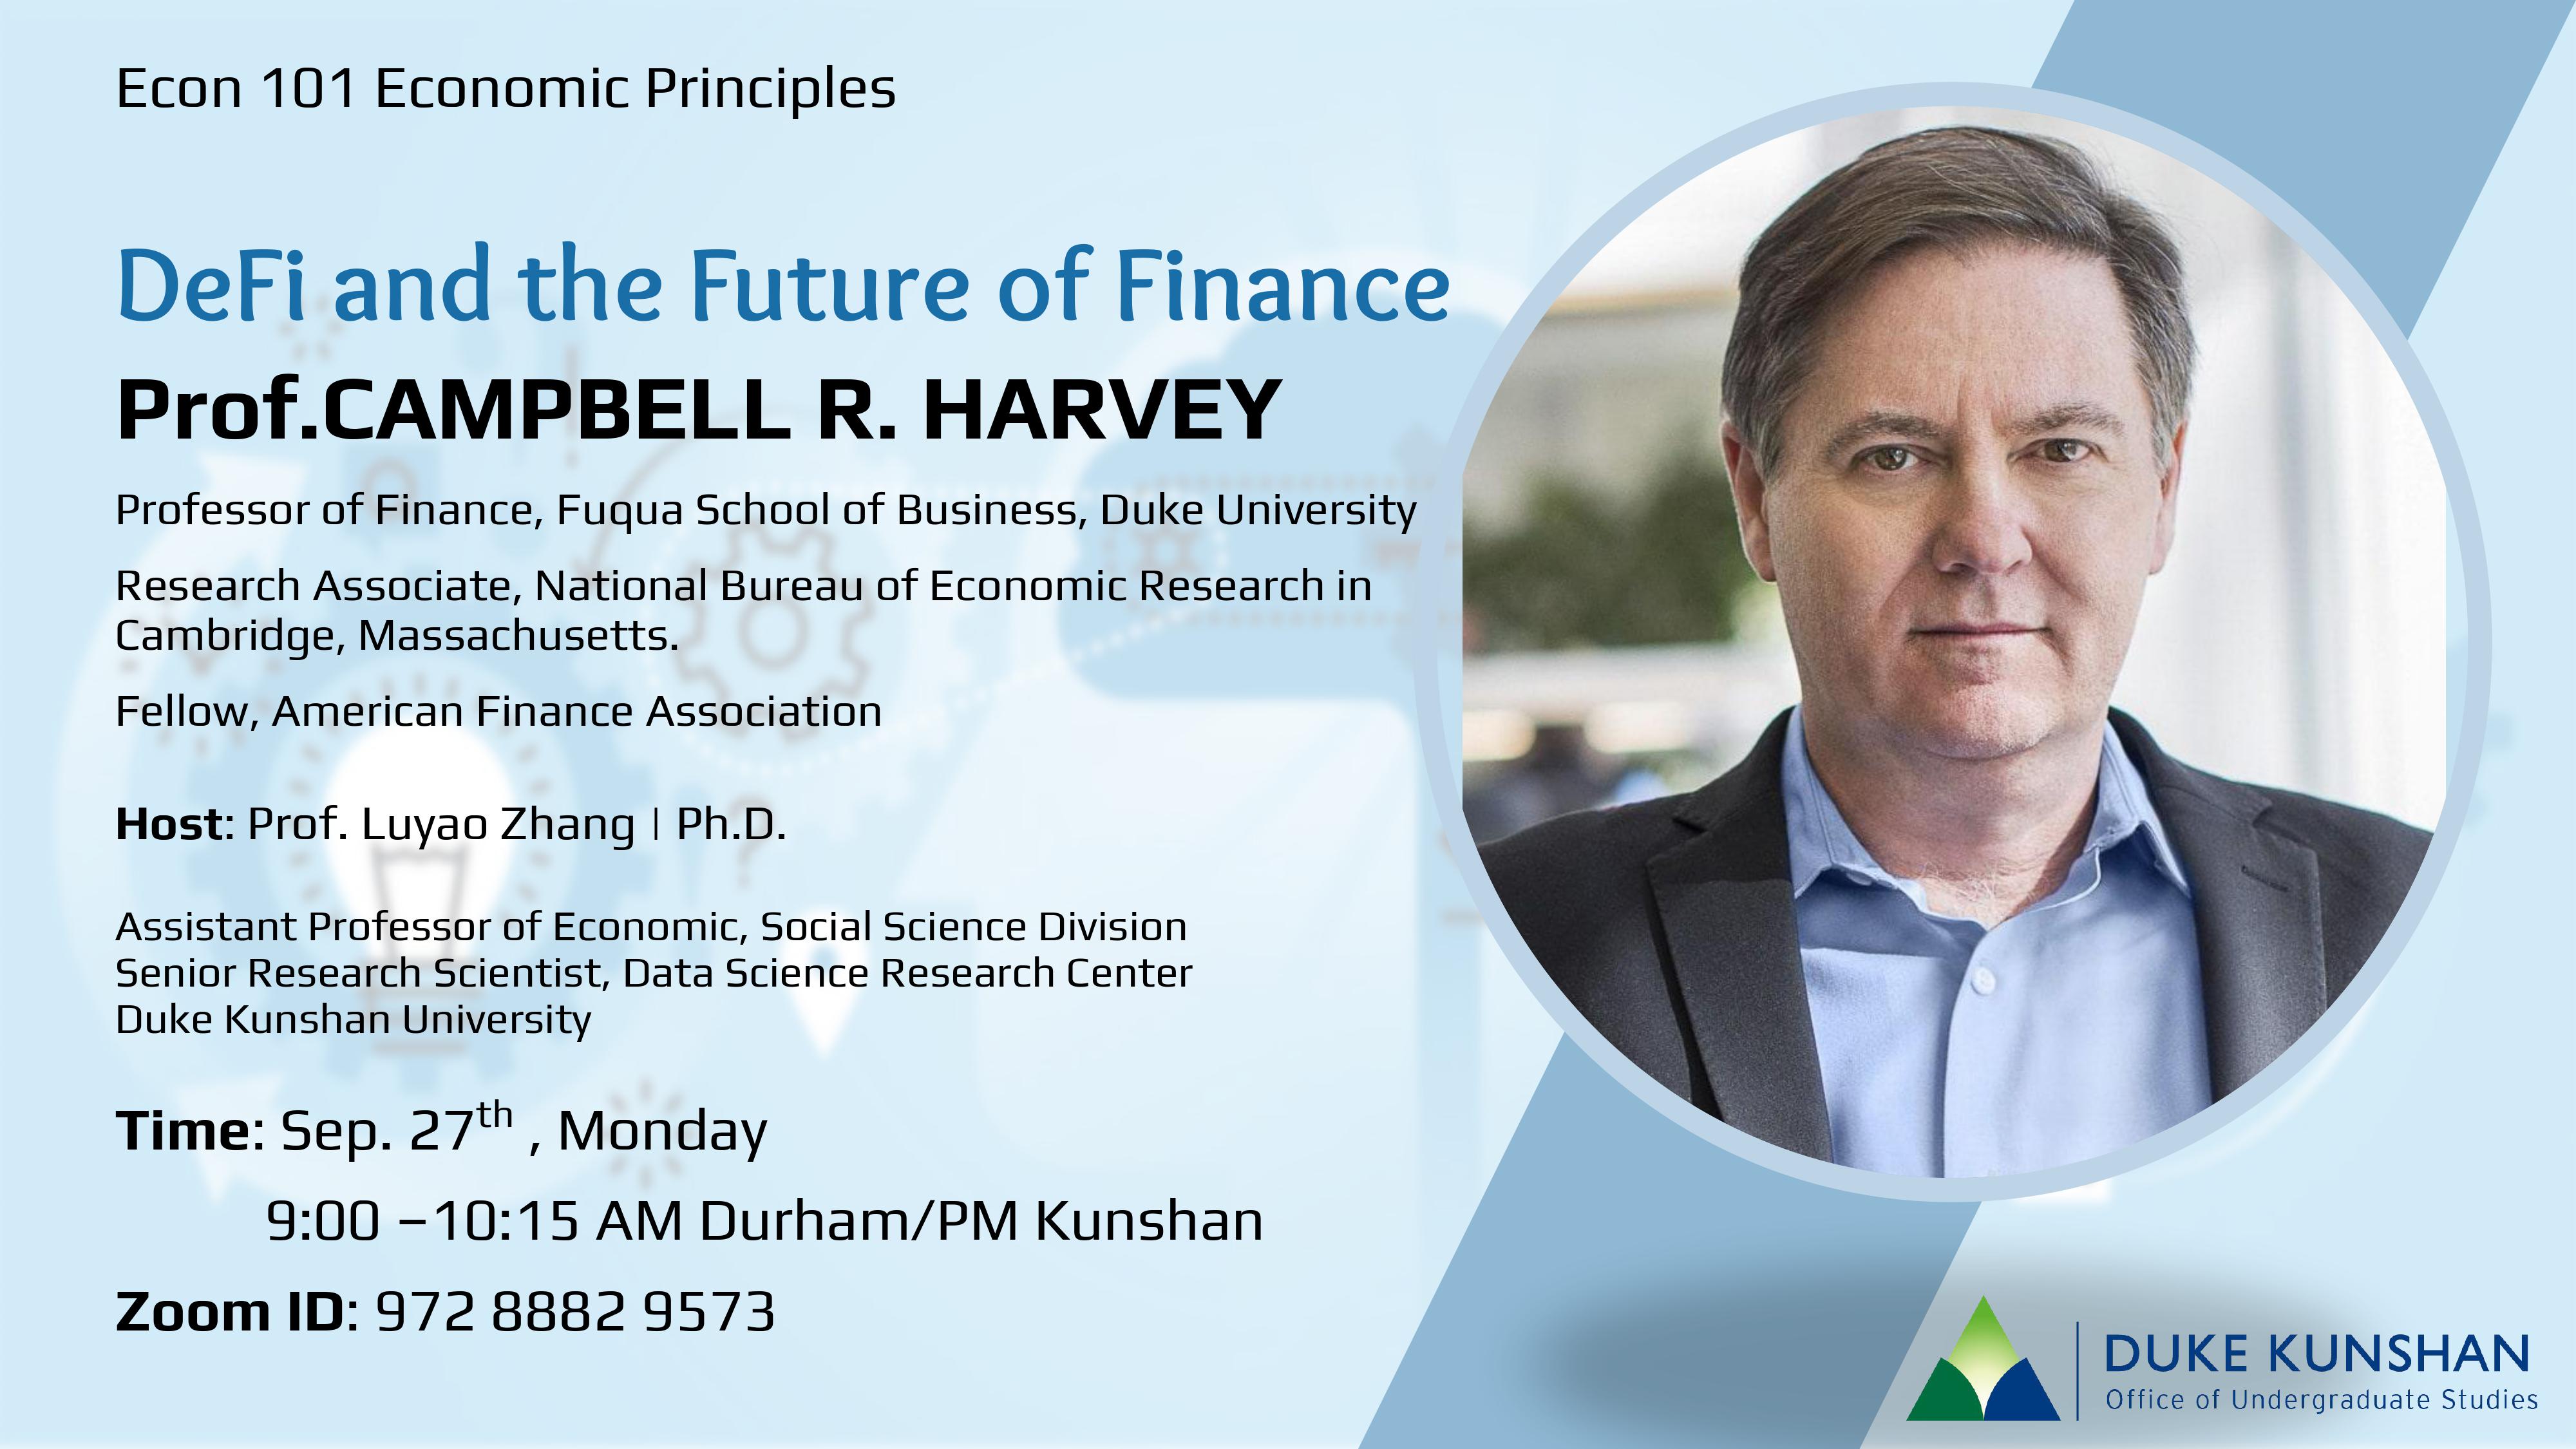 Econ 101 Economic Principles
DeFi and the Future of Finance
Prof.CAMPBELL R. HARVEY
Professor of Finance, Fuqua School of Business, Duke University
Research Associate, National Bureau of Economic Research in
Cambridge, Massachusetts.
Fellow, American Finance Association
Host: Prof. Luyao Zhang | Ph.D.
Assistant Professor of Economic, Social Science Division
Senior Research Scientist, Data Science Research Center
Duke Kunshan University
Time: Sep. 27th , Monday
9:00 –10:15 AM Durham/PM Kunshan
Zoom ID: 972 8882 9573
DUKE KUNSHAN
Office of Undergraduate Studies